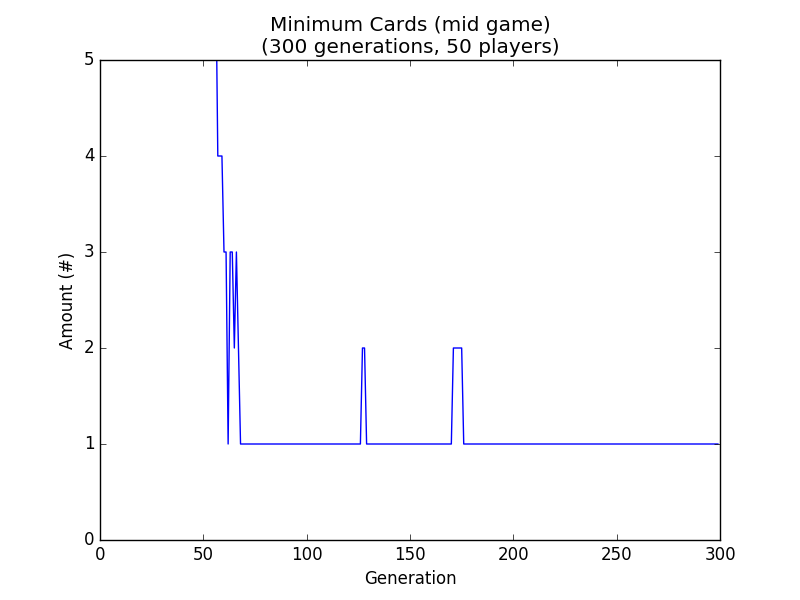 Minimum Cards (mid game)
(300 generations, 50 players)
5
4
3
2
1
0
Amount (#)
0 50 100 150 200 250 300
Generation